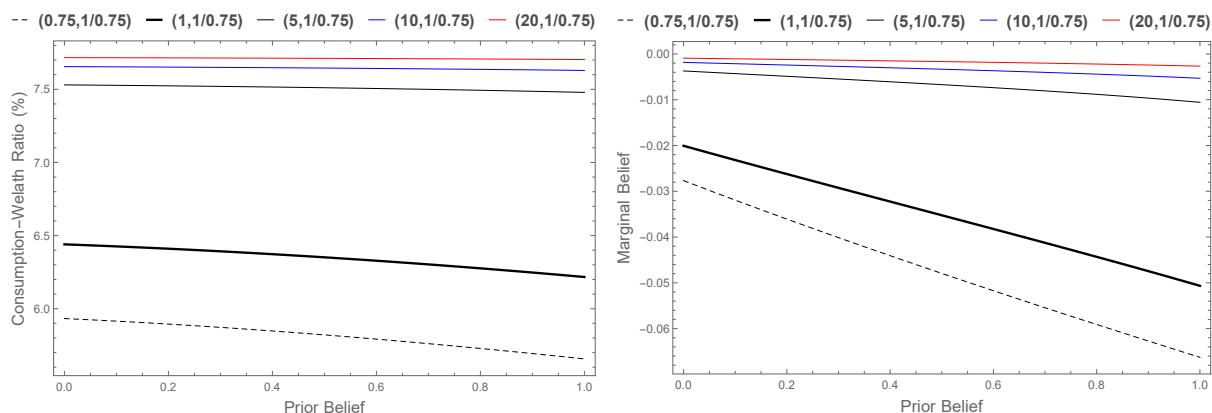 (0.75,1/0.75) (1,1/0.75) (5,1/0.75) (10,1/0.75) (20,1/0.75)
Consumption-Welath Ratio (%)
7.5
7.0
6.5
6.0
0.0 0.2 0.4 0.6 0.8 1.0
Prior Belief
(0.75,1/0.75) (1,1/0.75) (5,1/0.75) (10,1/0.75) (20,1/0.75)
Marginal Belief
0.00
-0.01
-0.02
-0.03
-0.04
-0.05
-0.06
0.0 0.2 0.4 0.6 0.8 1.0
Prior Belief